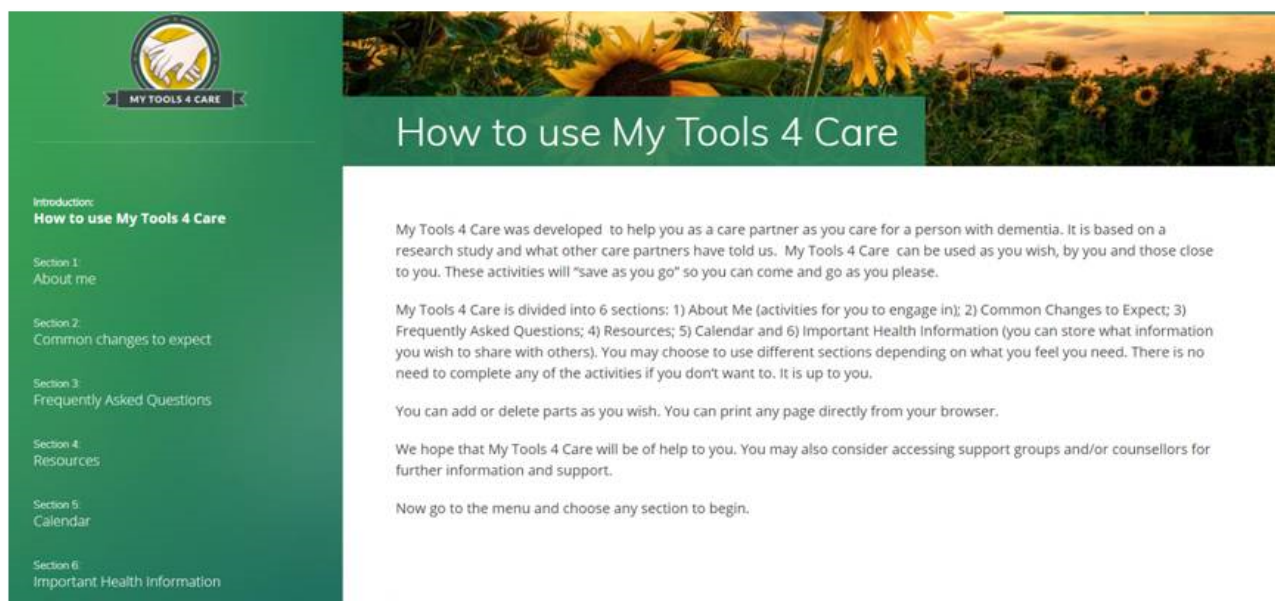 MY TOOLS 4 CARE
Introduction:
How to use My Tools 4 Care
Section 1:
About me
Section 2:
Common changes to expect
Section 3:
Frequently Asked Questions
Section 4:
Resources
Section 5:
Calendar
Section 6:
Important Health Information
How to use My Tools 4 Care
My Tools 4 Care was developed to help you as a care partner as you care for a person with dementia. It is based on a
research study and what other care partners have told us. My Tools 4 Care can be used as you wish, by you and those close
to you. These activities will “save as you go” so you can come and go as you please.
My Tools 4 Care is divided into 6 sections: 1) About Me (activities for you to engage in); 2) Common Changes to Expect; 3)
Frequently Asked Questions; 4) Resources; 5) Calendar and 6) Important Health Information (you can store what information
you wish to share with others). You may choose to use different sections depending on what you feel you need. There is no
need to complete any of the activities if you don’t want to. It is up to you.
You can add or delete parts as you wish. You can print any page directly from your browser.
We hope that My Tools 4 Care will be of help to you. You may also consider accessing support groups and/or counsellors for
further information and support.
Now go to the menu and choose any section to begin.